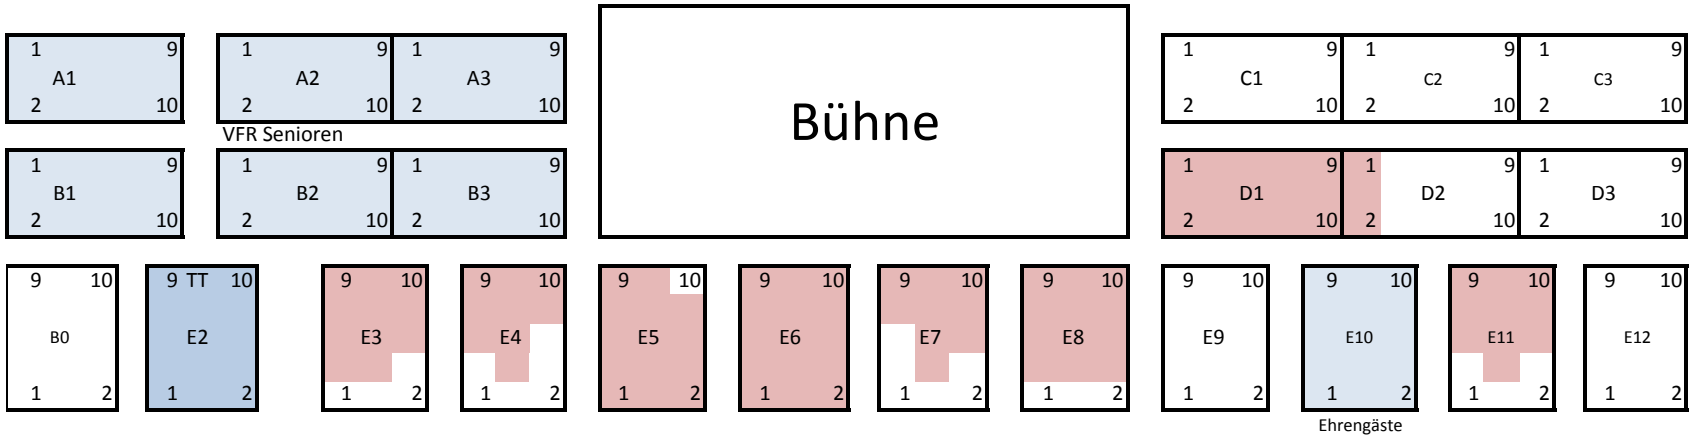 1 9 1 9 1 9 1 9 1 9 1 9
A1 A2 A3 C1 C2 C3
2 10 2 10 2 10 2 10 2 10 2 10
Bühne
VFR Senioren
1 9 1 9 1 9 1 9 1 9 1 9
B1 B2 B3 D1 D2 D3
2 10 2 10 2 10 2 10 2 10 2 10
9 10 9 TT 10 9 10 9 10 9 10 9 10 9 10 9 10 9 10 9 10 9 10 9 10
B0 E2 E3 E4 E5 E6 E7 E8 E9 E10 E11 E12
1 2 1 2 1 2 1 2 1 2 1 2 1 2 1 2 1 2 1 2 1 2 1 2
Ehrengäste